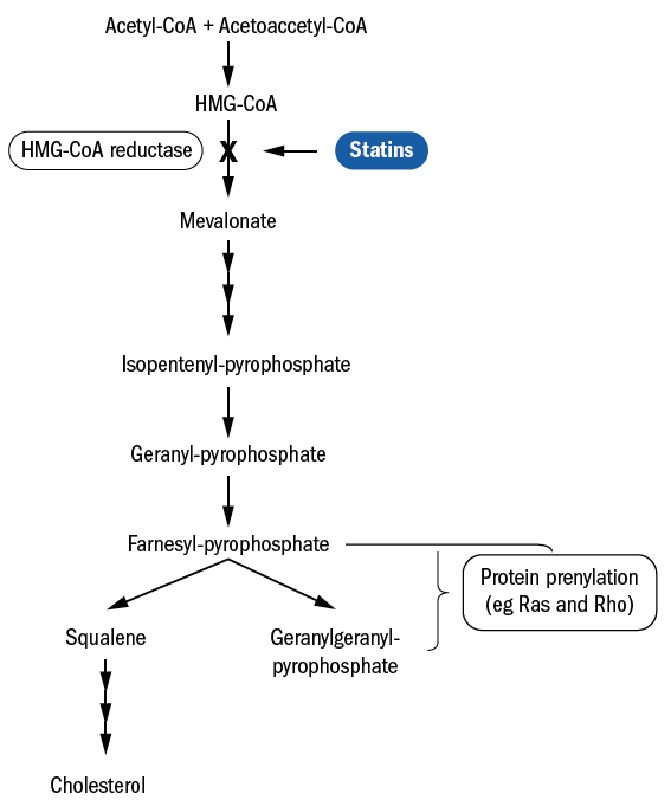 Acetyl-CoA + Acetoaccetyl-CoA
HMG-CoA
HMG-CoA reductase
X
Statins
Mevalonate
Isopentenyl-pyrophosphate
Geranyl-pyrophosphate
Farnesyl-pyrophosphate
Protein prenylation
(eg Ras and Rho)
Squalene
Geranylgeranyl-
pyrophosphate
Cholesterol